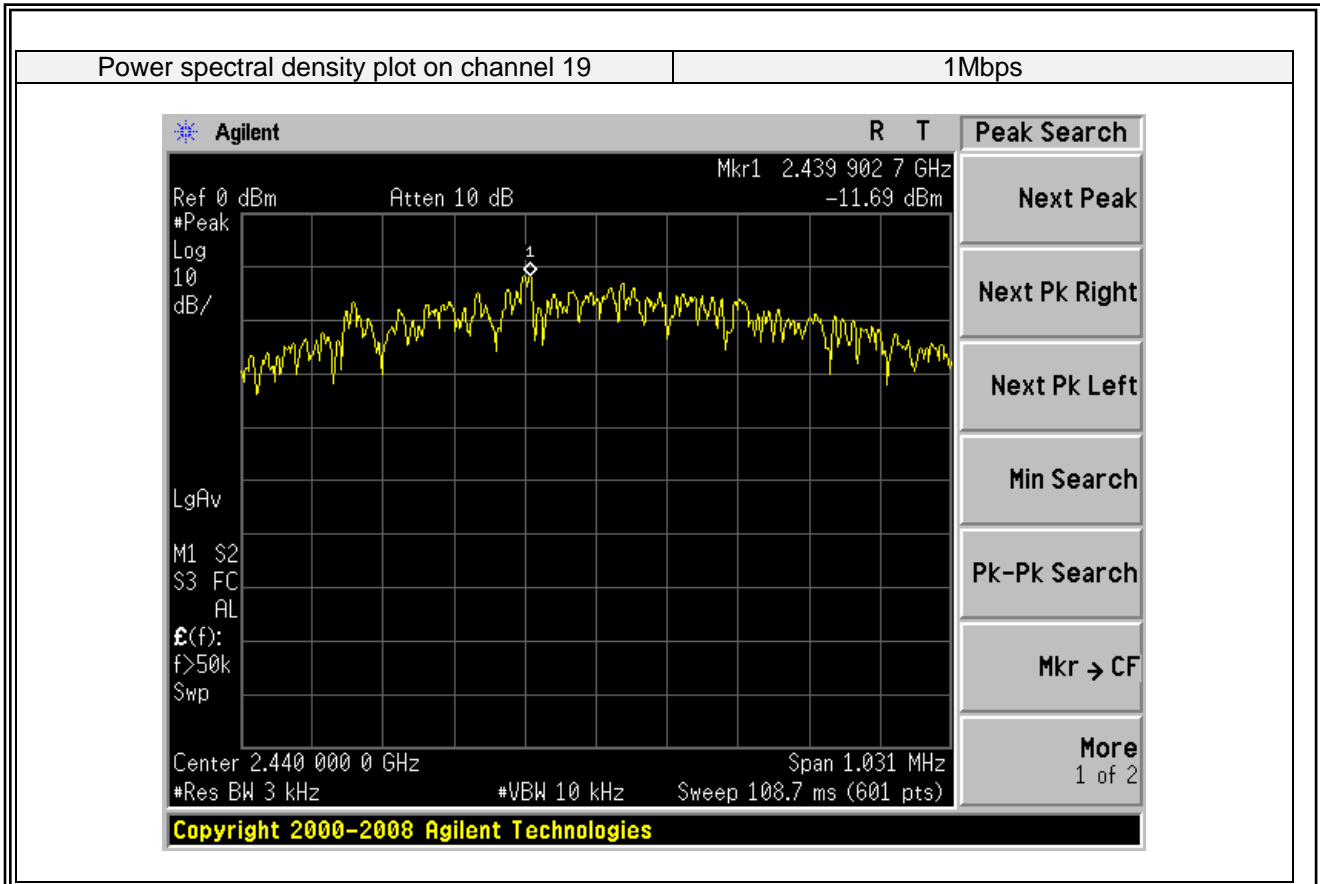 Power spectral density plot on channel 19 1Mbps
Agilent R T Peak Search
Mkr1 2.439 902 7 GHz
Ref 0 dBm Atten 10 dB -11.69 dBm
#Peak
Log
10
dB/
1
LgAv
M1 S2
S3 FC
AL
£(f):
f>50k
Swp
Center 2.440 000 0 GHz Span 1.031 MHz
#Res BW 3 kHz #VBW 10 kHz Sweep 108.7 ms (601 pts)
Copyright 2000-2008 Agilent Technologies
Next Peak
Next Pk Right
Next Pk Left
Min Search
Pk-Pk Search
Mkr → CF
More
1 of 2